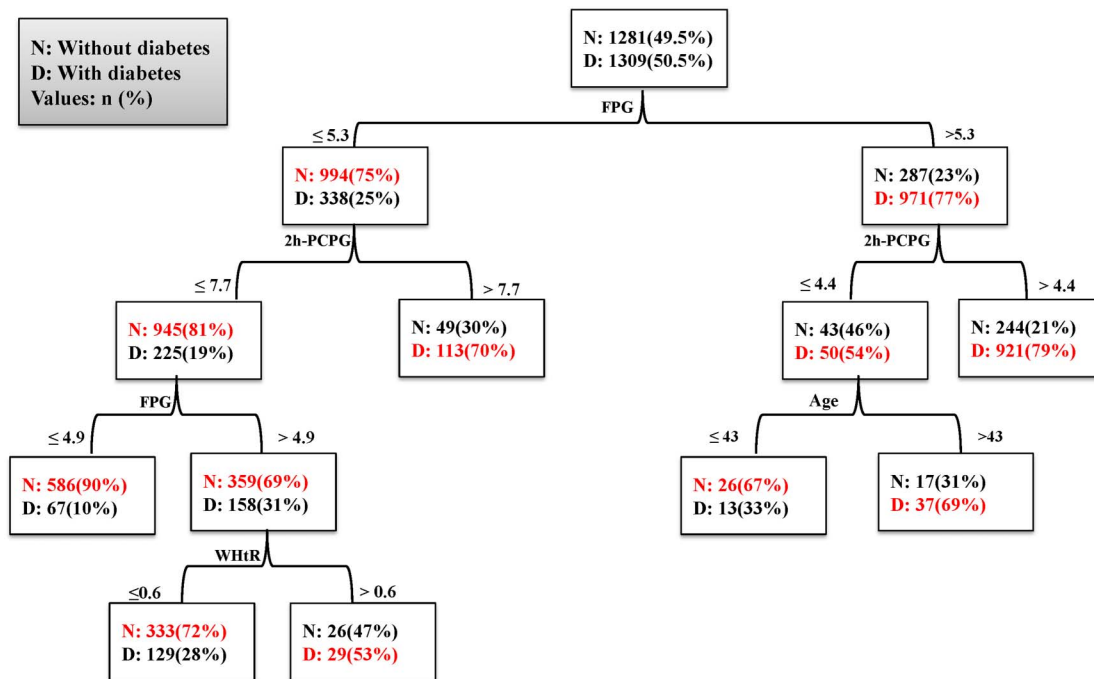 N: Without diabetes
D: With diabetes
Values: n (%)
N: 1281(49.5%)
D: 1309(50.5%)
FPG
≤ 5.3
>5.3
N: 994(75%)
D: 338(25%)
N: 287(23%)
D: 971(77%)
2h-PCPG
2h-PCPG
≤ 7.7
> 7.7
≤ 4.4
> 4.4
N: 945(81%)
D: 225(19%)
N: 49(30%)
D: 113(70%)
N: 43(46%)
D: 50(54%)
N: 244(21%)
D: 921(79%)
FPG
Age
≤ 4.9
> 4.9
≤ 43
>43
N: 586(90%)
D: 67(10%)
N: 359(69%)
D: 158(31%)
N: 26(67%)
D: 13(33%)
N: 17(31%)
D: 37(69%)
WHtR
≤0.6
> 0.6
N: 333(72%)
D: 129(28%)
N: 26(47%)
D: 29(53%)